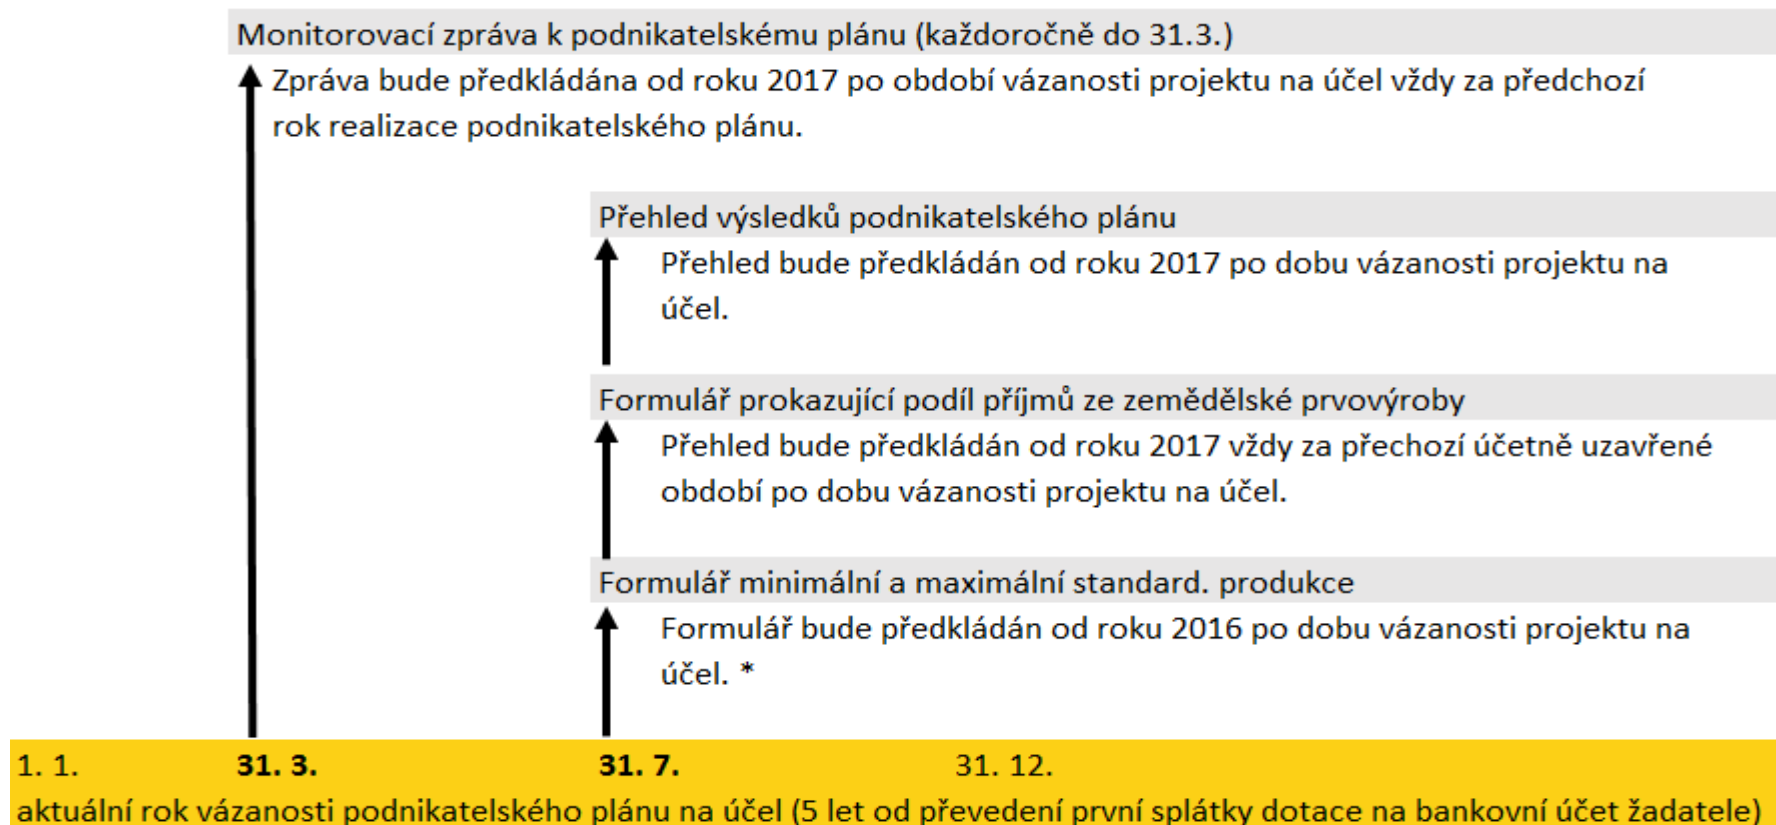 Monitorovací zpráva k podnikatelskému plánu (každoročně do 31.3.)
Zpráva bude předkládána od roku 2017 po období vázanosti projektu na účel vždy za předchozí
rok realizace podnikatelského plánu.
Přehled výsledků podnikatelského plánu
Přehled bude předkládán od roku 2017 po dobu vázanosti projektu na
účel.
Formulář prokazující podíl příjmů ze zemědělské prvovýroby
Přehled bude předkládán od roku 2017 vždy za přechozí účetně uzavřené
období po dobu vázanosti projektu na účel.
Formulář minimální a maximální standard. produkce
Formulář bude předkládán od roku 2016 po dobu vázanosti projektu na
účel. *
1. 1. 31. 3. 31. 7. 31. 12.
aktuální rok vázanosti podnikatelského plánu na účel (5 let od převedení první splátky dotace na bankovní účet žadatele)